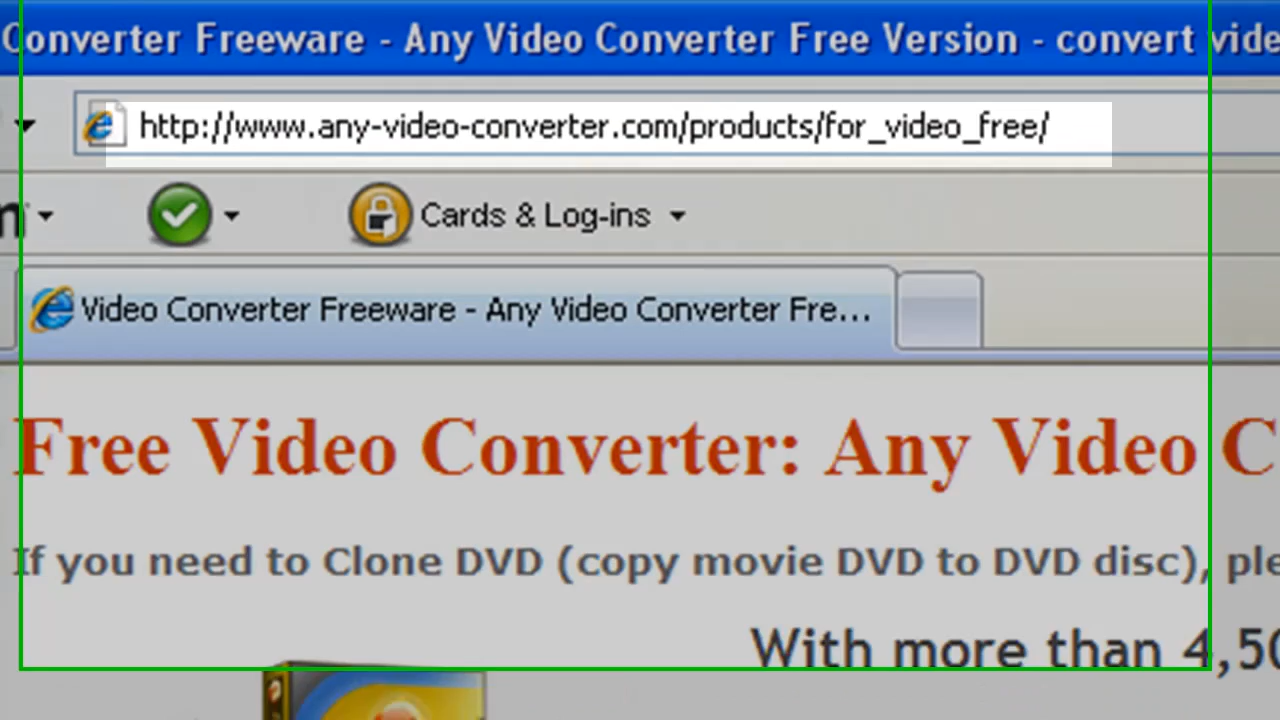 Converter Freeware - Any Video Converter Free Version - convert vide
http://www.any-video-converter.com/products/for_video_free/
n
Cards & Log-ins
Video Converter Freeware - Any Video Converter Fre...
Free Video Converter: Any Video C
If you need to Clone DVD (copy movie DVD to DVD disc), ple
With more than 4,50